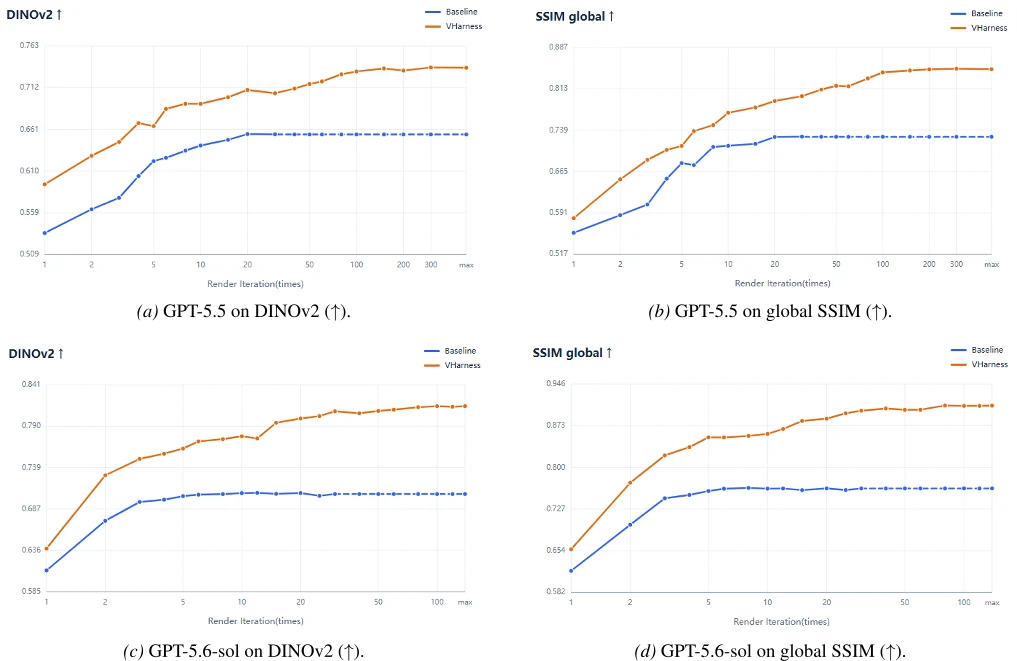 DINOv2 ↑
Baseline
VHarness
0.763
0.712
0.661
0.610
0.559
0.509
1 2 5 10 20 50 100 200 300 max
Render Iteration(times)
(a) GPT-5.5 on DINOv2 (↑).
SSIM global ↑
Baseline
VHarness
0.887
0.813
0.739
0.665
0.591
0.517
1 2 5 10 20 50 100 200 300 max
Render Iteration(times)
(b) GPT-5.5 on global SSIM (↑).
DINOv2 ↑
Baseline
VHarness
0.841
0.790
0.739
0.687
0.636
0.585
1 2 5 10 20 50 100 max
Render Iteration(times)
(c) GPT-5.6-sol on DINOv2 (↑).
SSIM global ↑
Baseline
VHarness
0.946
0.873
0.800
0.727
0.654
0.582
1 2 5 10 20 50 100 max
Render Iteration(times)
(d) GPT-5.6-sol on global SSIM (↑).